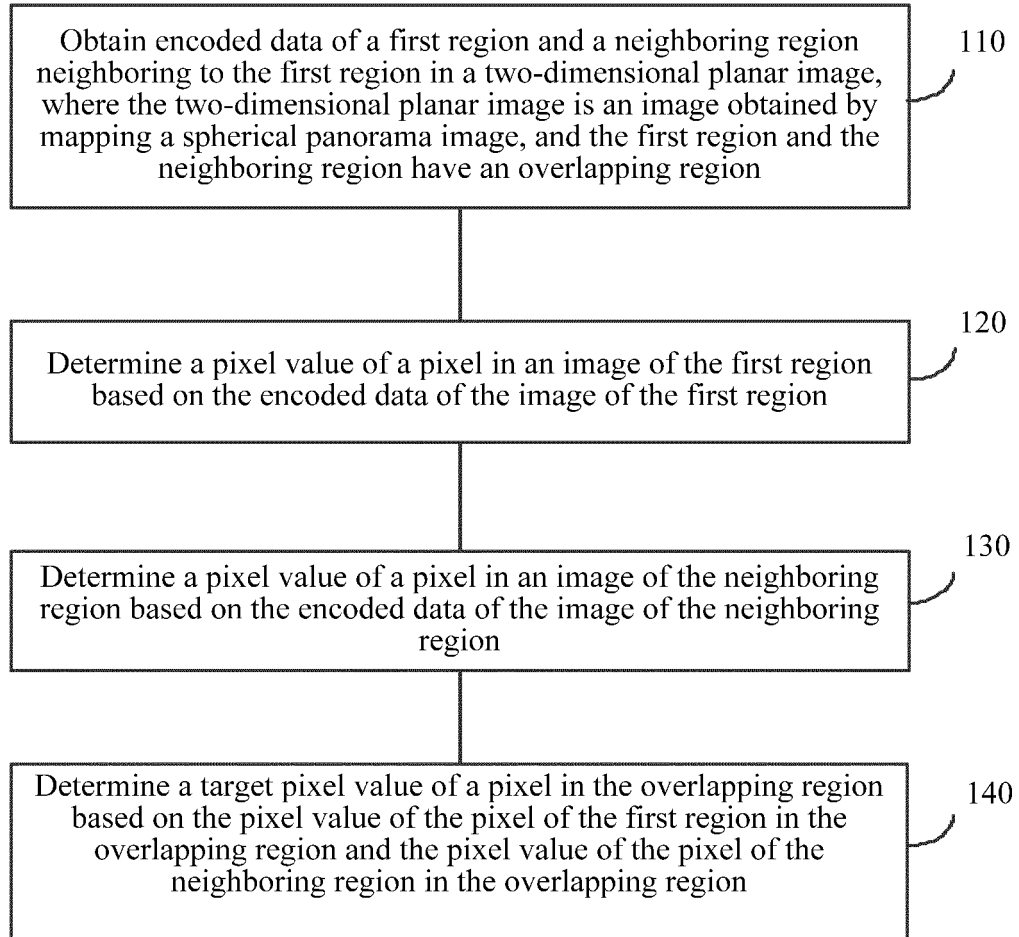 Obtain encoded data of a first region and a neighboring region
neighboring to the first region in a two-dimensional planar image,
where the two-dimensional planar image is an image obtained by
mapping a spherical panorama image, and the first region and the
neighboring region have an overlapping region
110
Determine a pixel value of a pixel in an image of the first region
based on the encoded data of the image of the first region
120
Determine a pixel value of a pixel in an image of the neighboring
region based on the encoded data of the image of the neighboring
region
130
Determine a target pixel value of a pixel in the overlapping region
based on the pixel value of the pixel of the first region in the
overlapping region and the pixel value of the pixel of the
neighboring region in the overlapping region
140